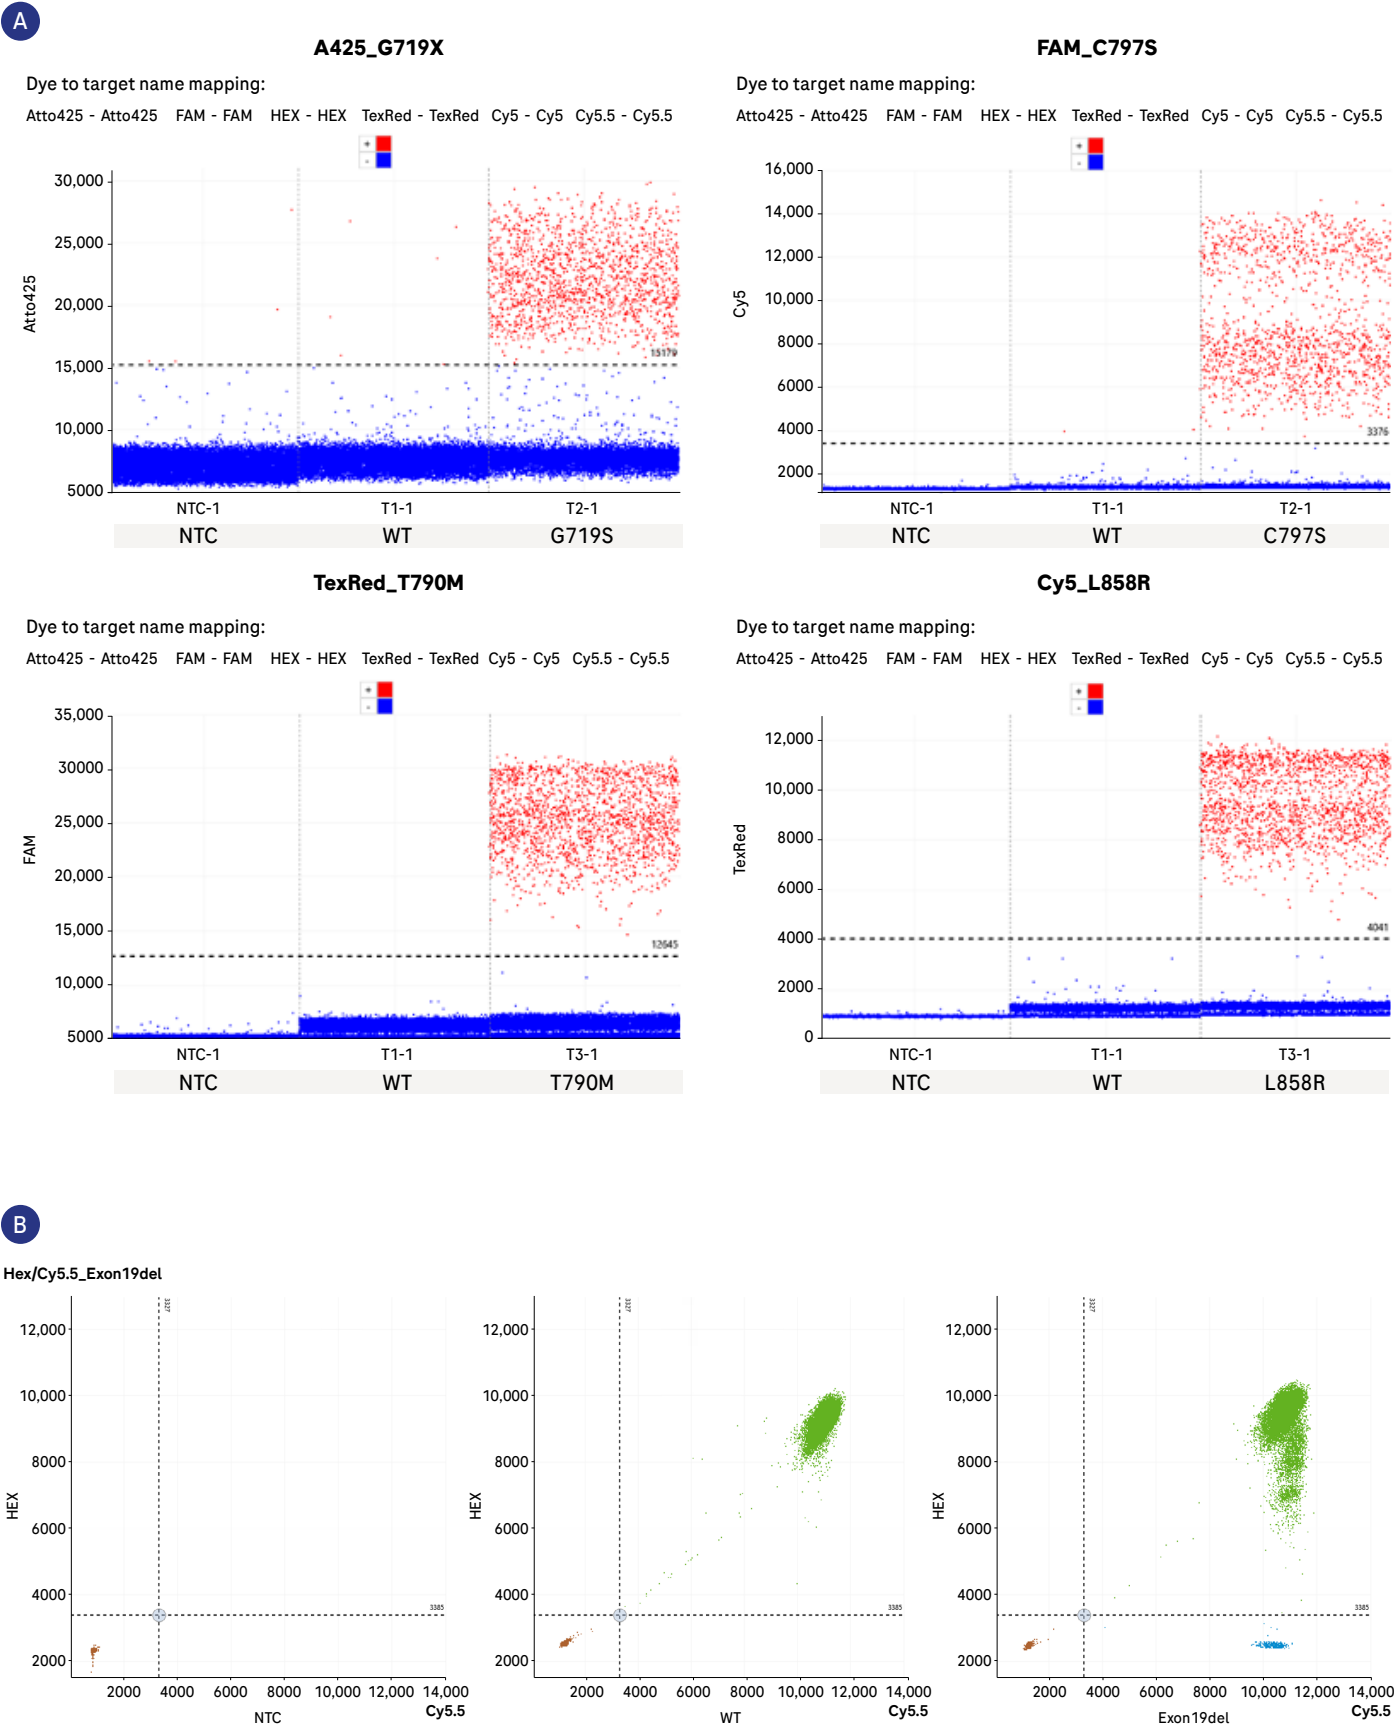 A
A425_G719X
Dye to target name mapping:
Atto425 - Atto425 FAM - FAM HEX - HEX TexRed - TexRed Cy5 - Cy5 Cy5.5 - Cy5.5
+
-
Atto425
30,000
25,000
20,000
15,000
10,000
5000
15179
NTC-1 T1-1 T2-1
NTC WT G719S
FAM_C797S
Dye to target name mapping:
Atto425 - Atto425 FAM - FAM HEX - HEX TexRed - TexRed Cy5 - Cy5 Cy5.5 - Cy5.5
+
-
Cy5
16,000
14,000
12,000
10,000
8000
6000
4000
2000
3376
NTC-1 T1-1 T2-1
NTC WT C797S
TexRed_T790M
Dye to target name mapping:
Atto425 - Atto425 FAM - FAM HEX - HEX TexRed - TexRed Cy5 - Cy5 Cy5.5 - Cy5.5
+
-
FAM
35,000
30000
25,000
20,000
15,000
10,000
5000
12645
NTC-1 T1-1 T3-1
NTC WT T790M
Cy5_L858R
Dye to target name mapping:
Atto425 - Atto425 FAM - FAM HEX - HEX TexRed - TexRed Cy5 - Cy5 Cy5.5 - Cy5.5
+
-
TexRed
12,000
10,000
8000
6000
4000
2000
0
4041
NTC-1 T1-1 T3-1
NTC WT L858R
B
Hex/Cy5.5_Exon19del
HEX
12,000
10,000
8000
6000
4000
2000
3327
3385
2000 4000 6000 8000 10,000 12,000 14,000
Cy5.5
NTC
HEX
12,000
10,000
8000
6000
4000
2000
3327
3385
2000 4000 6000 8000 10,000 12,000 14,000
Cy5.5
WT
HEX
12,000
10,000
8000
6000
4000
2000
3327
3385
2000 4000 6000 8000 10,000 12,000 14,000
Cy5.5
Exon19del